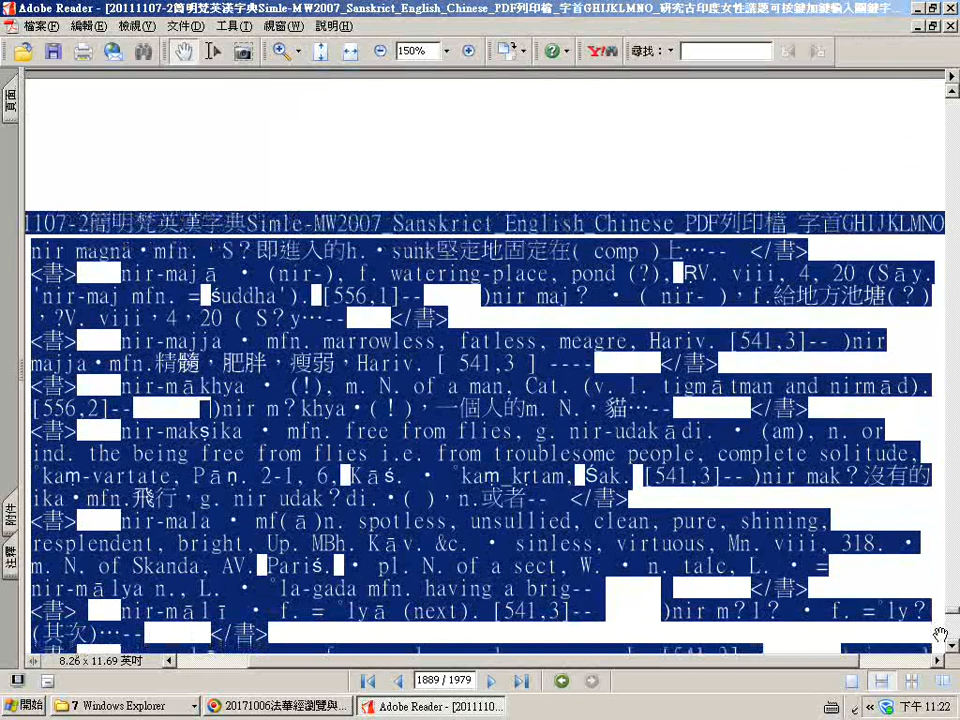 Adobe Reader - [20111107-2簡明梵英漢字典Simle-MW2007_Sanskrict_English_Chinese_PDF列印檔_字首GHIJKLMNO_研究古印度女性議題可按鍵加鍵輸入關鍵字...
檔案(F) 編輯(E) 檢視(V) 文件(D) 工具(T) 視窗(W) 說明(H)
150% Y! 尋找:
頁面
附件
註釋
1107-2簡明梵英漢字典Simle-MW2007_Sanskrict_English_Chinese_PDF列印檔_字首GHIJKLMNO
nir magna‧mfn. ‧S?即進入的h.‧sunk堅定地固定在( comp )上…-- </書>
<書> nir-majā ‧ (nir-), f. watering-place, pond (?), RV. viii, 4, 20 (Sāy.
'nir-maj mfn. = śuddha'). [556,1]-- )nir maj? ‧ ( nir- ),f.給地方池塘(?)
,?V. viii,4,20 ( S?y…-- </書>
<書> nir-majja ‧ mfn. marrowless, fatless, meagre, Hariv. [541,3]-- )nir
majja‧mfn.精髓,肥胖,瘦弱,Hariv. [ 541,3 ] ---- </書>
<書> nir-mākhya ‧ (!), m. N. of a man, Cat. (v. l. tigmātman and nirmād).
[556,2]-- )nir m?khya‧(!),一個人的m. N.,貓…-- </書>
<書> nir-makṣika ‧ mfn. free from flies, g. nir-udakādi. ‧ (am), n. or
ind. the being free from flies i.e. from troublesome people, complete solitude,
°kaṃ-vartate, Pāṇ. 2-1, 6, Kāś. ‧ °kaṃ_kṛtam, Śak. [541,3]-- )nir mak?沒有的
ika‧mfn.飛行,g. nir udak?di.‧( ),n.或者-- </書>
<書> nir-mala ‧ mf(ā)n. spotless, unsullied, clean, pure, shining,
resplendent, bright, Up. MBh. Kāv. &c. ‧ sinless, virtuous, Mn. viii, 318. ‧
m. N. of Skanda, AV. Pariś. ‧ pl. N. of a sect, W. ‧ n. talc, L. ‧ =
nir-mālya n., L. ‧ °la-gada mfn. having a brig-- </書>
<書> nir-mālī ‧ f. = °lyā (next). [541,3]-- )nir m?l? ‧ f. =°ly?
(其次)…-- </書>
8.26 x 11.69 英吋
1889 / 1979
開始 7 Windows Explorer 20171006法華經瀏覽與... Adobe Reader - [2011110... 下午 11:22